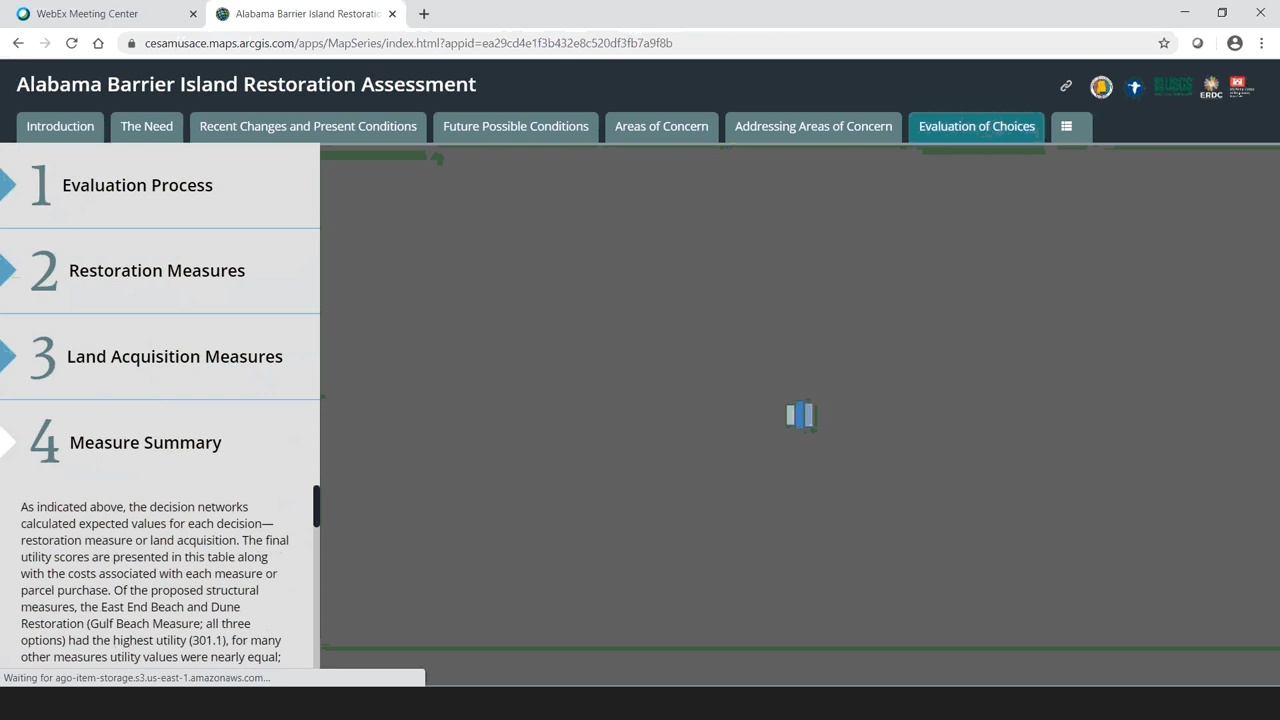 WebEx Meeting Center
Alabama Barrier Island Restoratio
cesamusace.maps.arcgis.com/apps/MapSeries/index.html?appid=ea29cd4e1f3b432e8c520df3fb7a9f8b
Alabama Barrier Island Restoration Assessment
USGS
ERDC
Introduction
The Need
Recent Changes and Present Conditions
Future Possible Conditions
Areas of Concern
Addressing Areas of Concern
Evaluation of Choices
1 Evaluation Process
2 Restoration Measures
3 Land Acquisition Measures
4 Measure Summary
As indicated above, the decision networks
calculated expected values for each decision—
restoration measure or land acquisition. The final
utility scores are presented in this table along
with the costs associated with each measure or
parcel purchase. Of the proposed structural
measures, the East End Beach and Dune
Restoration (Gulf Beach Measure; all three
options) had the highest utility (301.1), for many
other measures utility values were nearly equal;
Waiting for ago-item-storage.s3.us-east-1.amazonaws.com...